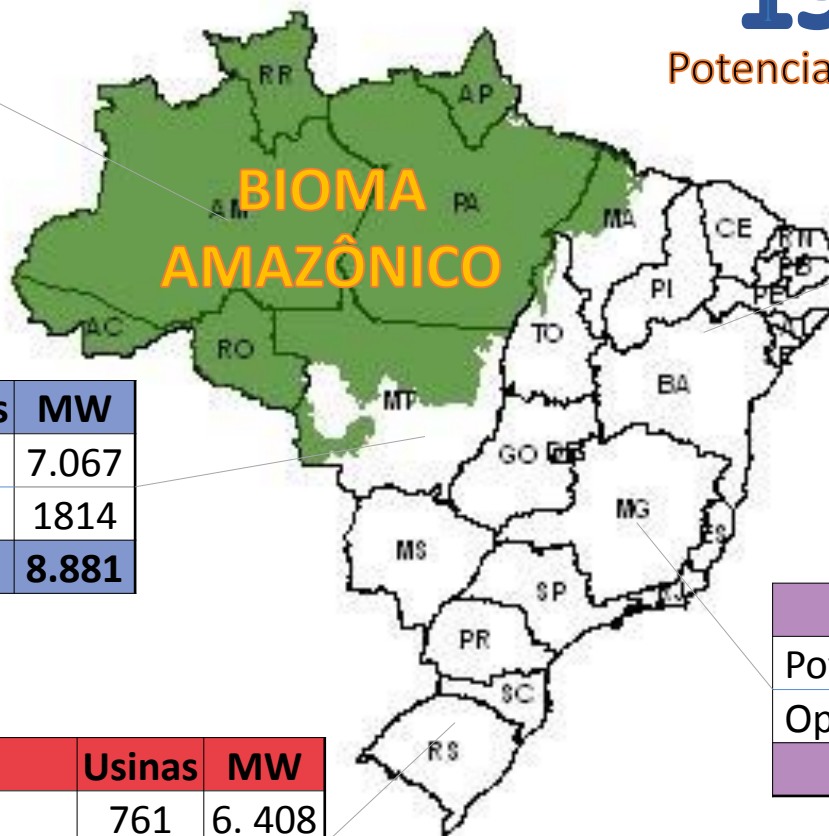 Potencia
RR
AP
BIOMA
AM
PA
AMAZÔNICO
MA
CE
RN
PB
PE
PI
AC
RO
TO
BA
MT
GO
MG
ES
MS
SP
RJ
PR
SC
RS
s MW
7.067
1814
8.881
Po
Op
Usinas MW
761 6. 408